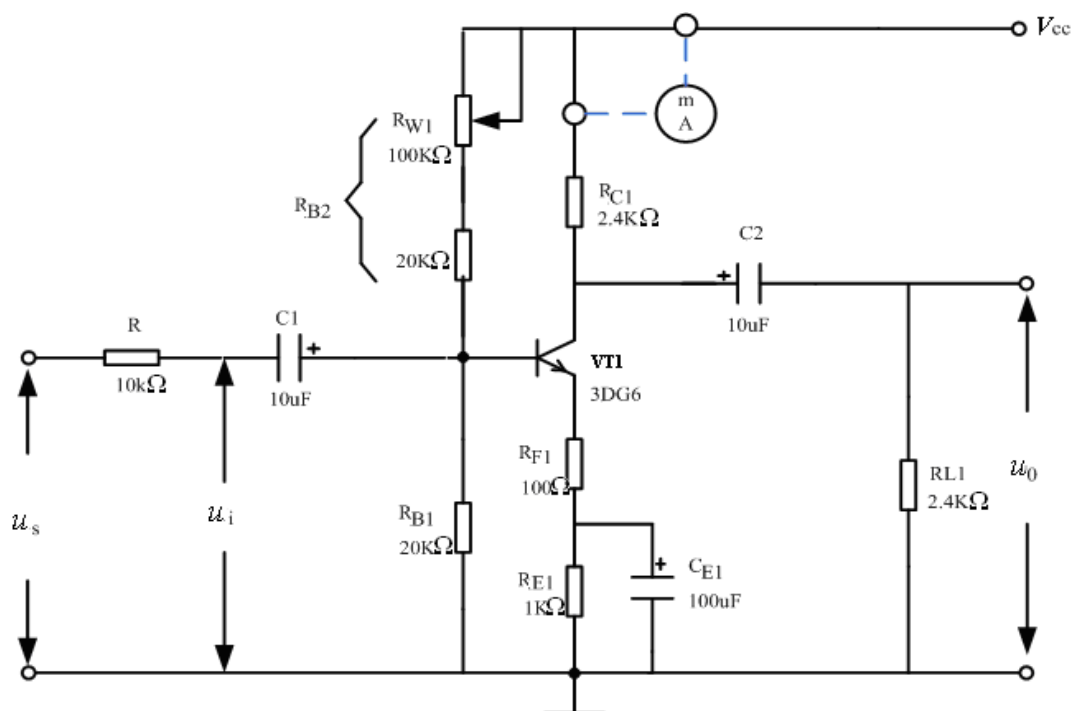 Vcc
m
A
RW1
100KΩ
RC1
2.4KΩ
RB2
20KΩ
C2
10uF
R
10kΩ
C1
10uF
VT1
3DG6
RF1
100Ω
us
ui
RB1
20KΩ
RE1
1KΩ
CE1
100uF
RL1
2.4KΩ
u0